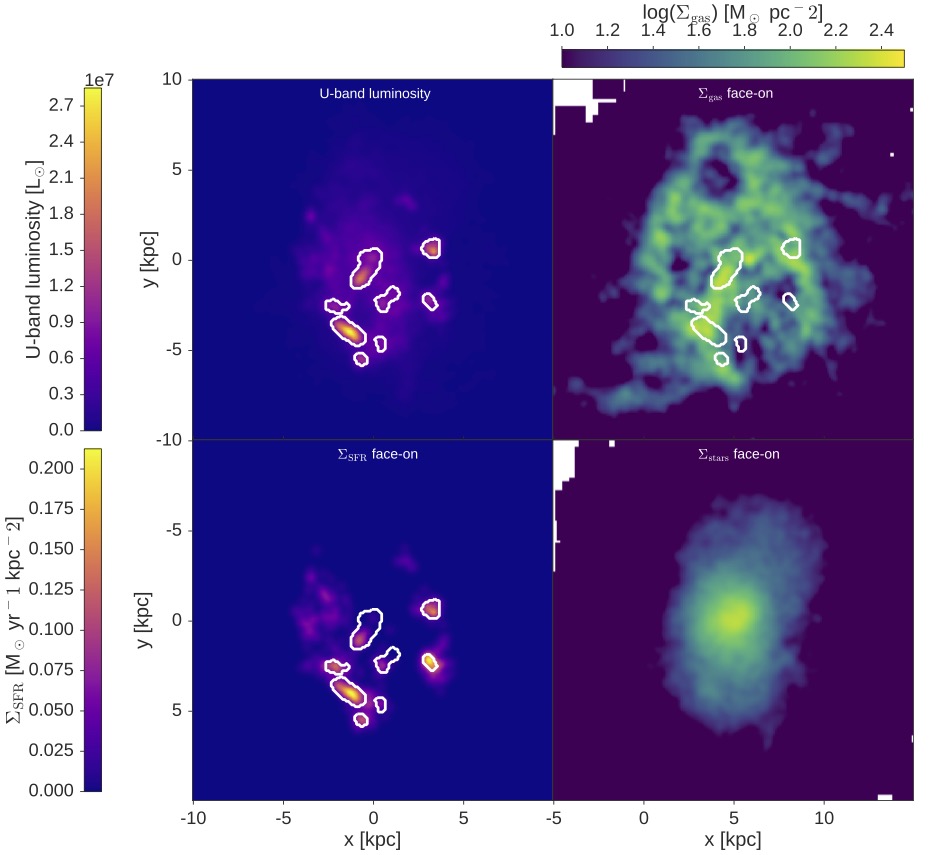 log(Σgas) [M⊙ pc−2]
1.0 1.2 1.4 1.6 1.8 2.0 2.2 2.4
1e7
U-band luminosity [L⊙]
2.7
2.4
2.1
1.8
1.5
1.2
0.9
0.6
0.3
0.0
U-band luminosity
Σgas face-on
y [kpc]
10
5
0
-5
-10
ΣSFR [M⊙ yr−1 kpc−2]
0.200
0.175
0.150
0.125
0.100
0.075
0.050
0.025
0.000
ΣSFR face-on
Σstars face-on
y [kpc]
-5
0
5
-10 -5 0 5 -5 0 5 10
x [kpc] x [kpc]